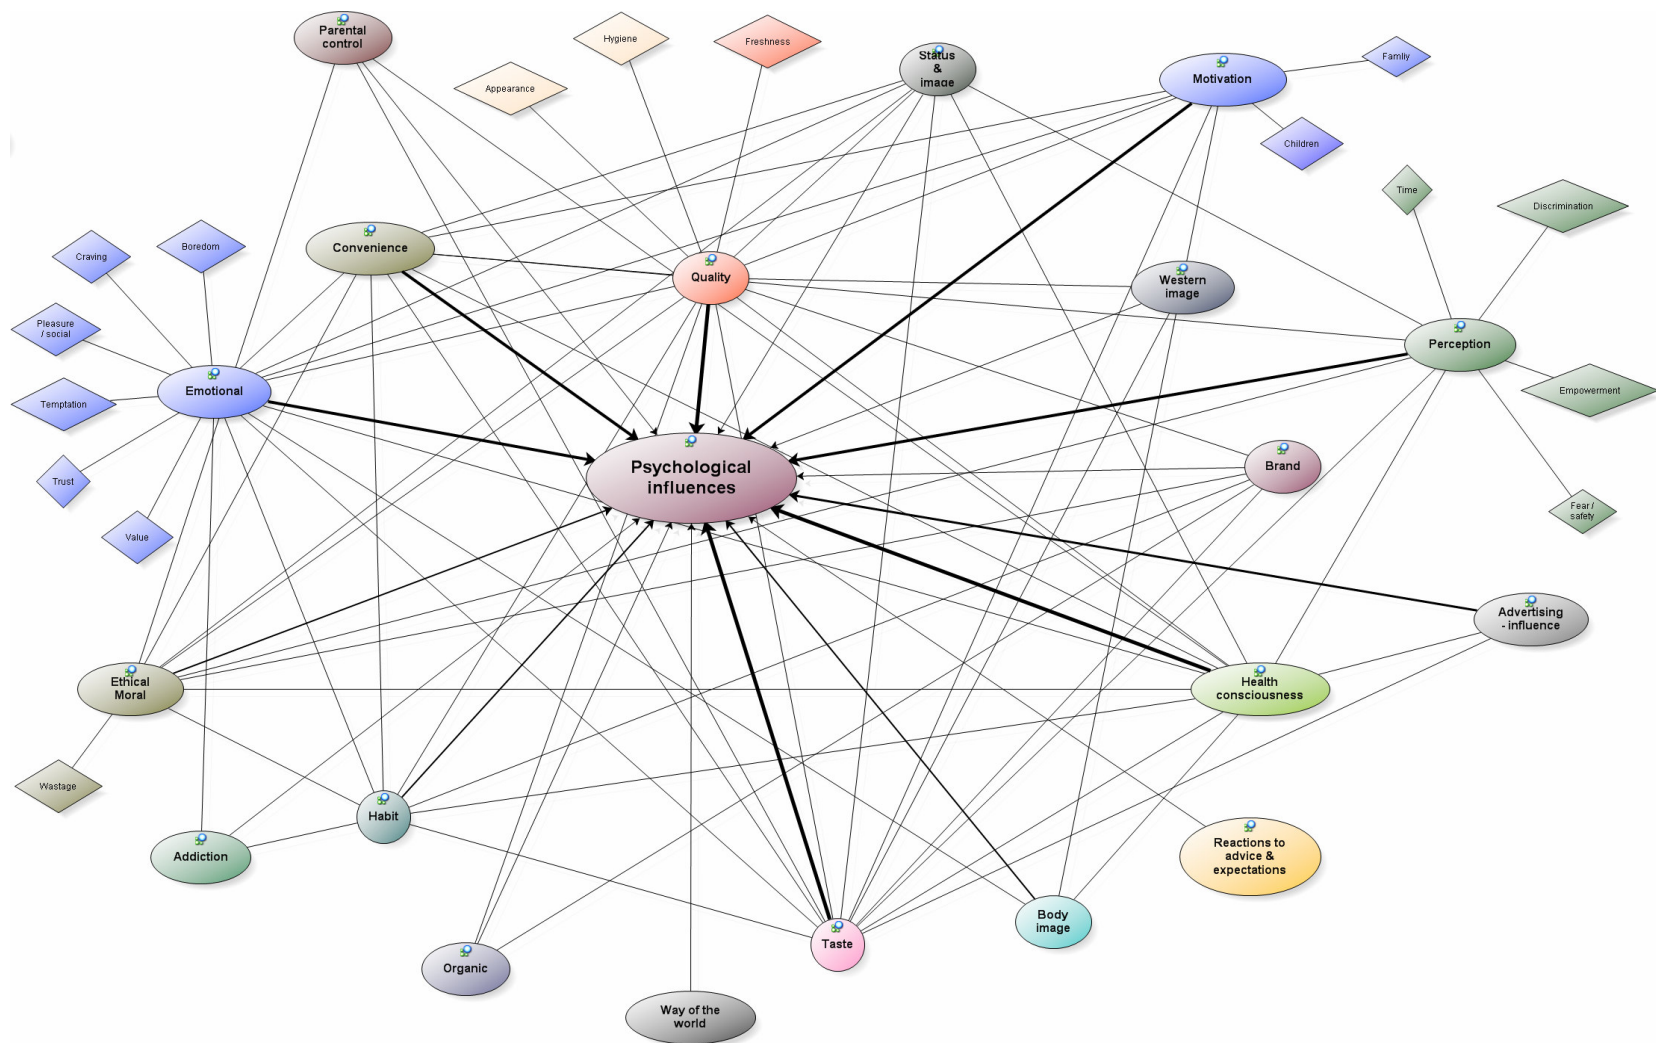 Parental
control
Hygiene
Freshness
Status
&
image
Motivation
Famliy
Appearance
Children
Time
Discrimination
Craving
Boredom
Convenience
Quality
Western
image
Pleasure
/ social
Perception
Emotional
Temptation
Empowerment
Psychological
influences
Brand
Trust
Fear /
safety
Value
Advertising
- influence
Ethical
Moral
Health
consciousness
Wastage
Habit
Addiction
Reactions to
advice &
expectations
Body
image
Taste
Organic
Way of the
world